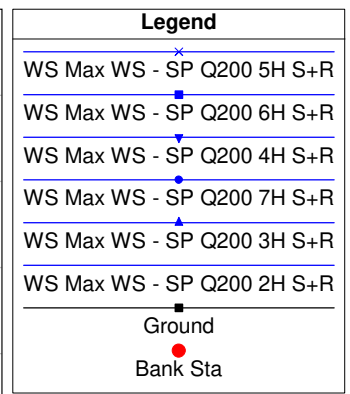 Legend
WS Max WS - SP Q200 5H S+R
WS Max WS - SP Q200 6H S+R
WS Max WS - SP Q200 4H S+R
WS Max WS - SP Q200 7H S+R
WS Max WS - SP Q200 3H S+R
WS Max WS - SP Q200 2H S+R
Ground
Bank Sta